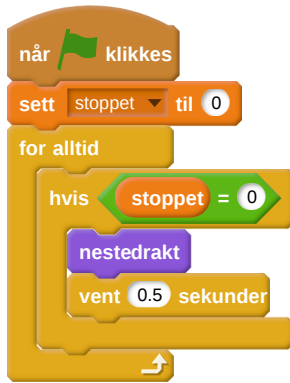 når klikkes
sett stoppet til 0
for alltid
hvis stoppet = 0
nestedrakt
vent 0.5 sekunder